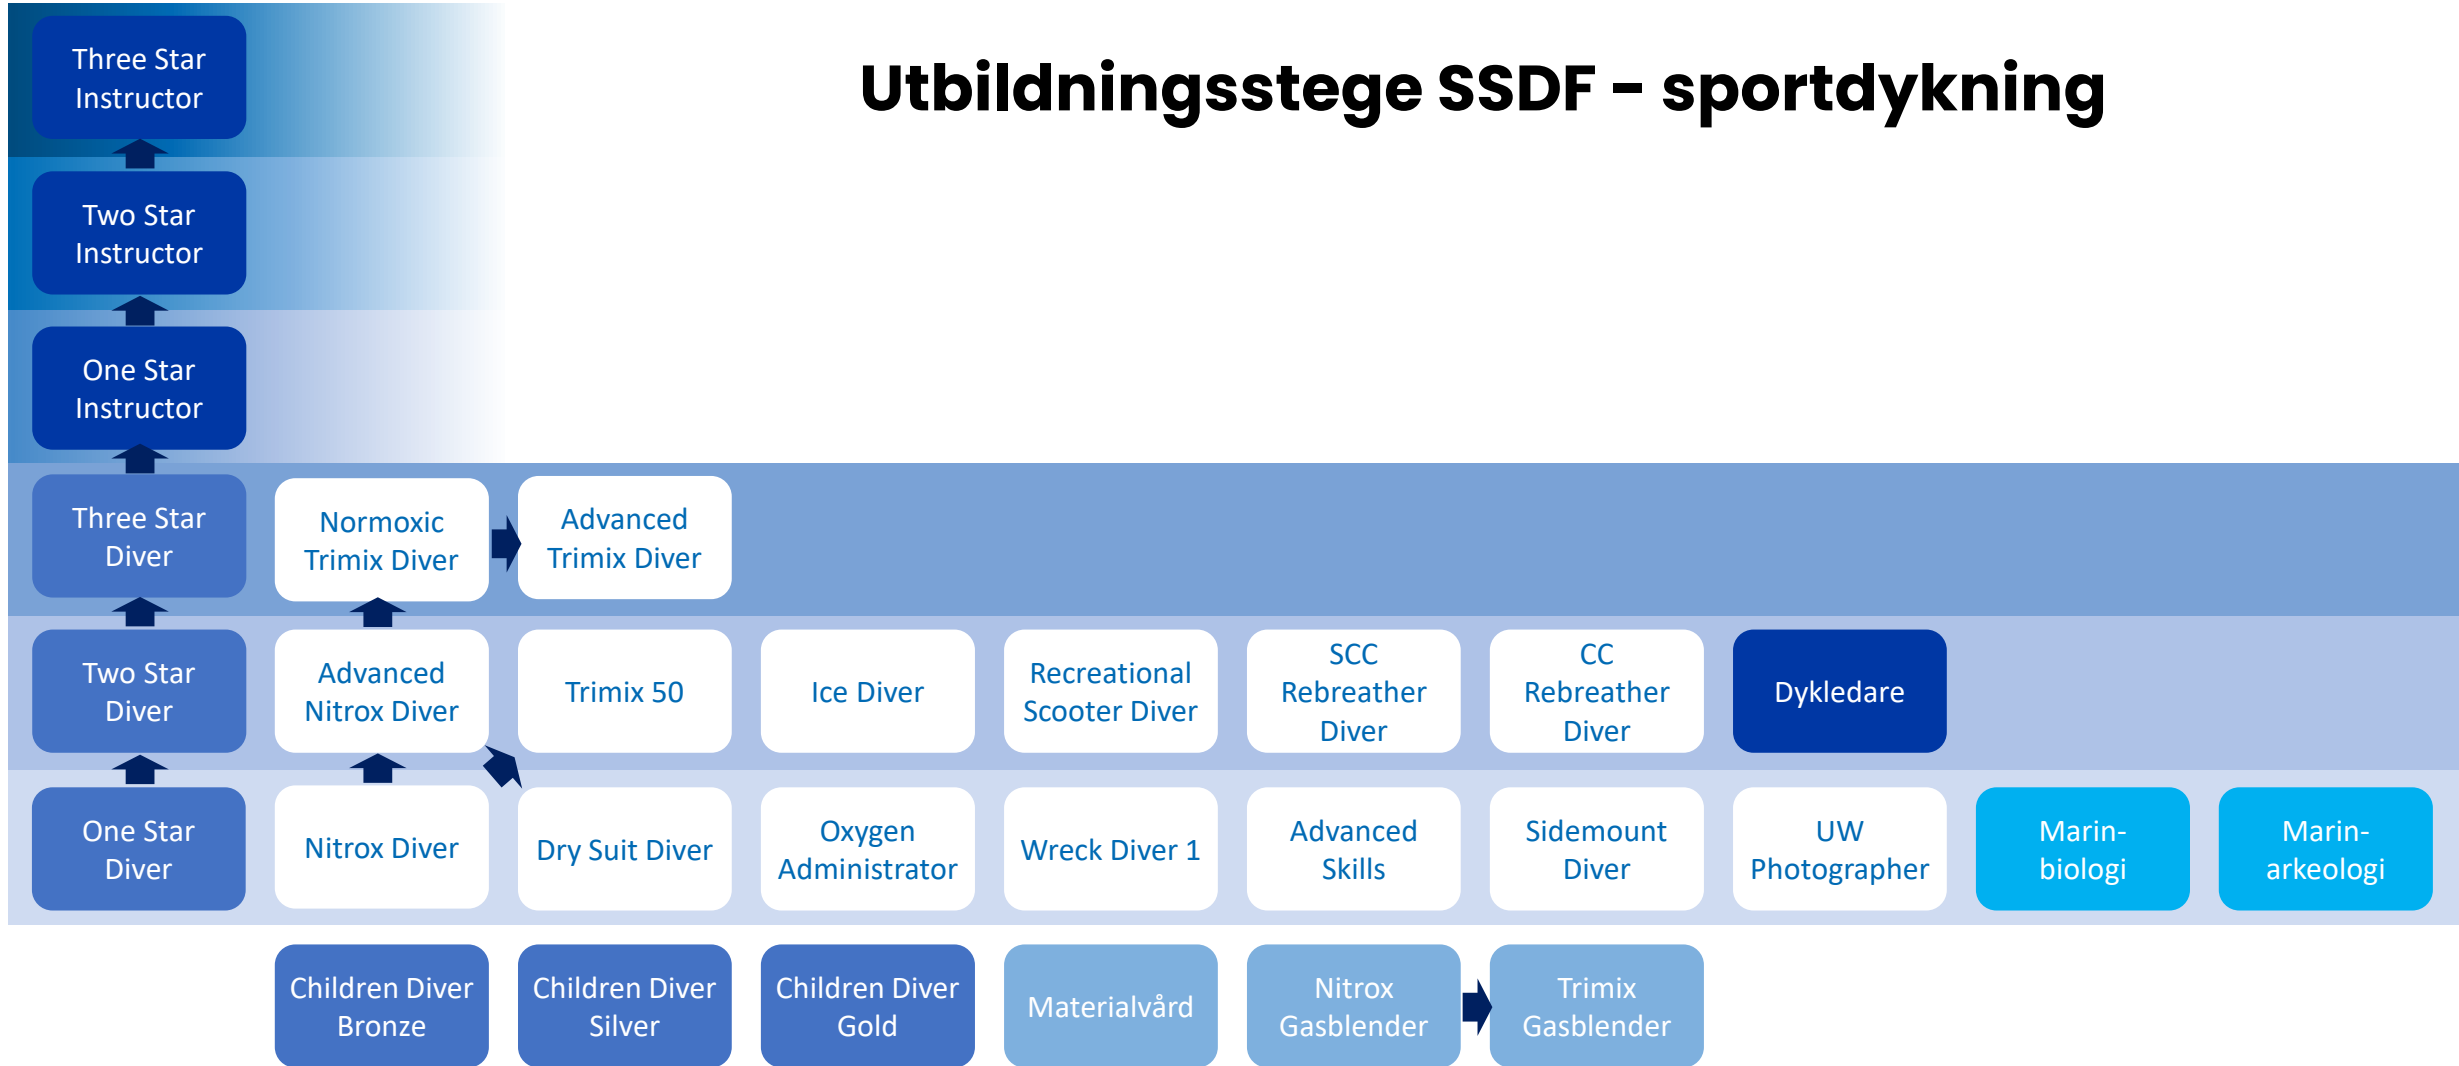 Utbildningsstege SSDF - sportdykning
Three Star
Instructor
Two Star
Instructor
One Star
Instructor
Three Star
Diver
Normoxic
Trimix Diver
Advanced
Trimix Diver
Two Star
Diver
Advanced
Nitrox Diver
Trimix 50
Ice Diver
Recreational
Scooter Diver
SCC
Rebreather
Diver
CC
Rebreather
Diver
Dykledare
One Star
Diver
Nitrox Diver
Dry Suit Diver
Oxygen
Administrator
Wreck Diver 1
Advanced
Skills
Sidemount
Diver
UW
Photographer
Marin-
biologi
Marin-
arkeologi
Children Diver
Bronze
Children Diver
Silver
Children Diver
Gold
Materialvård
Nitrox
Gasblender
Trimix
Gasblender